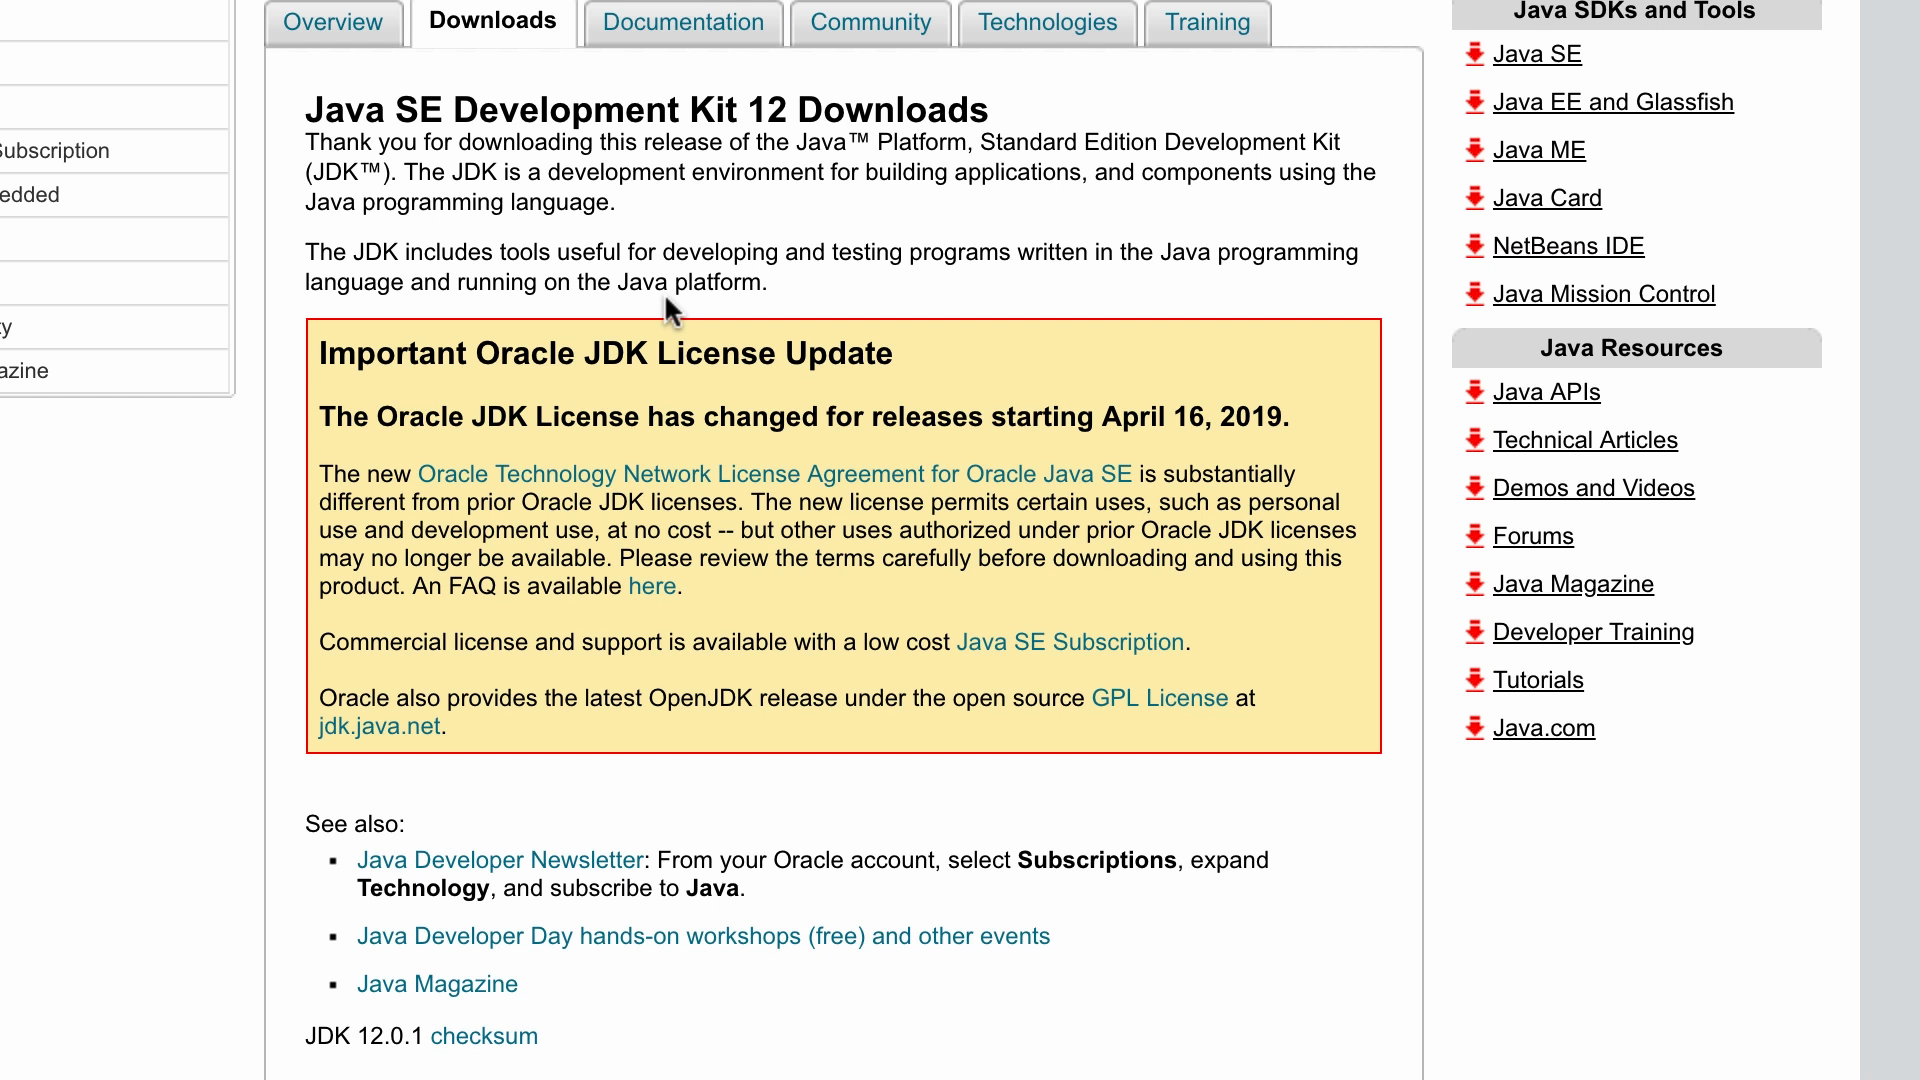 Overview
Downloads
Documentation
Community
Technologies
Training
Java SE Development Kit 12 Downloads
Thank you for downloading this release of the Java™ Platform, Standard Edition Development Kit
(JDK™). The JDK is a development environment for building applications, and components using the
Java programming language.
The JDK includes tools useful for developing and testing programs written in the Java programming
language and running on the Java platform.
Important Oracle JDK License Update
The Oracle JDK License has changed for releases starting April 16, 2019.
The new Oracle Technology Network License Agreement for Oracle Java SE is substantially
different from prior Oracle JDK licenses. The new license permits certain uses, such as personal
use and development use, at no cost -- but other uses authorized under prior Oracle JDK licenses
may no longer be available. Please review the terms carefully before downloading and using this
product. An FAQ is available here.
Commercial license and support is available with a low cost Java SE Subscription.
Oracle also provides the latest OpenJDK release under the open source GPL License at
jdk.java.net.
See also:
▪ Java Developer Newsletter: From your Oracle account, select Subscriptions, expand
Technology, and subscribe to Java.
▪ Java Developer Day hands-on workshops (free) and other events
▪ Java Magazine
JDK 12.0.1 checksum
Java SDKs and Tools
Java SE
Java EE and Glassfish
Java ME
Java Card
NetBeans IDE
Java Mission Control
Java Resources
Java APIs
Technical Articles
Demos and Videos
Forums
Java Magazine
Developer Training
Tutorials
Java.com